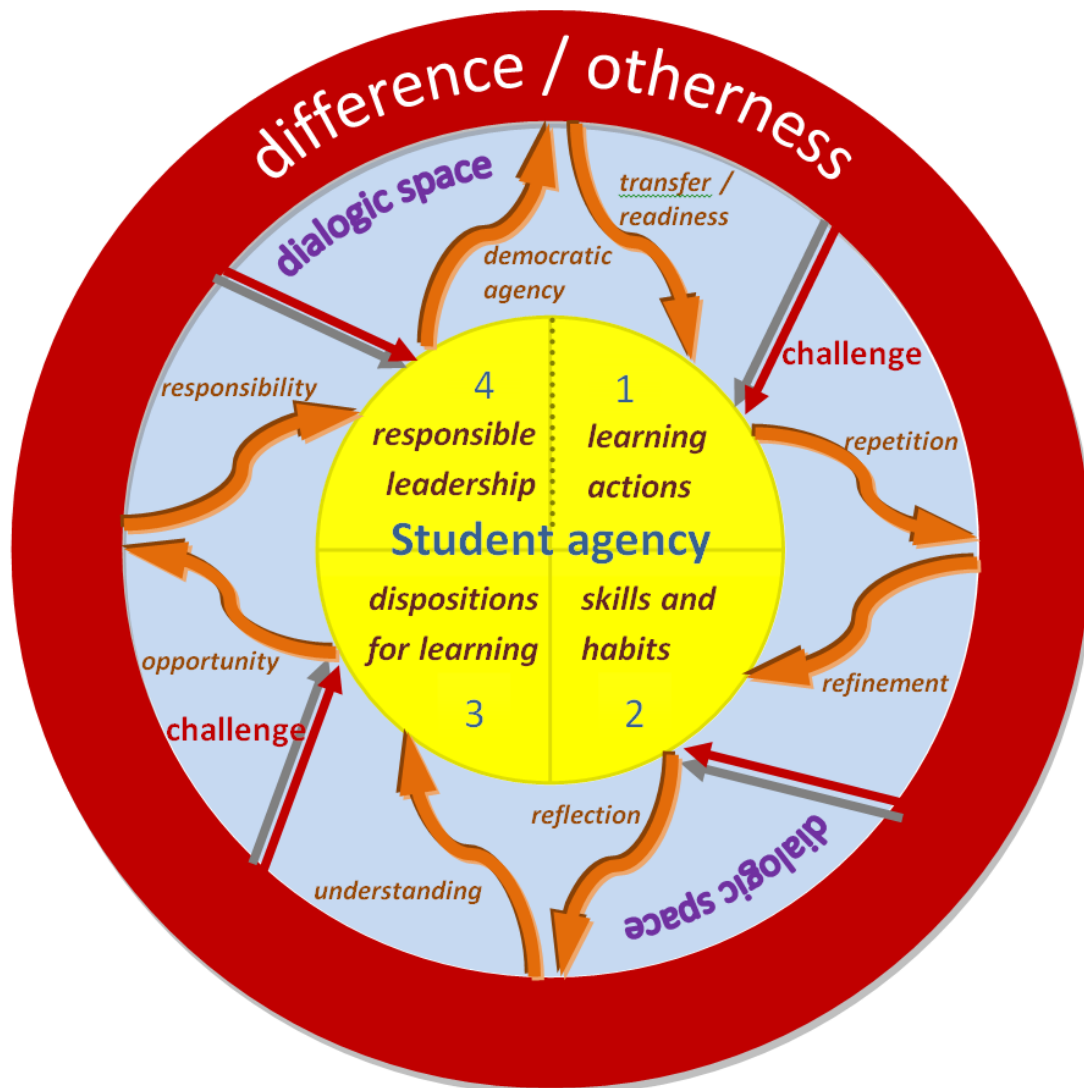 difference / otherness
dialogic space
transfer /
readiness
democratic
agency
challenge
responsibility
repetition
4
1
responsible
leadership
learning
actions
Student agency
dispositions
for learning
skills and
habits
3
2
opportunity
refinement
challenge
reflection
understanding
dialogic space